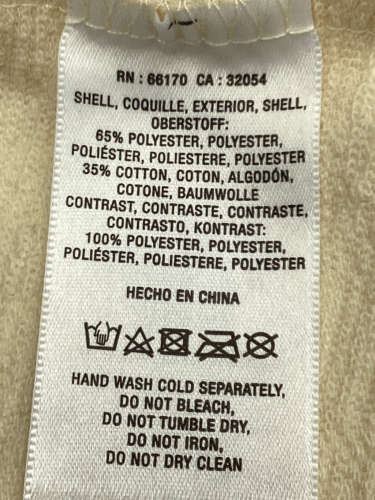 RN : 66170 CA : 32054
SHELL, COQUILLE, EXTERIOR, SHELL,
OBERSTOFF:
65% POLYESTER, POLYESTER,
POLIÉSTER, POLIESTERE, POLYESTER
35% COTTON, COTON, ALGODÓN,
COTONE, BAUMWOLLE
CONTRAST, CONTRASTE, CONTRASTE,
CONTRASTO, KONTRAST:
100% POLYESTER, POLYESTER,
POLIÉSTER, POLIESTERE, POLYESTER
HECHO EN CHINA
HAND WASH COLD SEPARATELY,
DO NOT BLEACH,
DO NOT TUMBLE DRY,
DO NOT IRON,
DO NOT DRY CLEAN